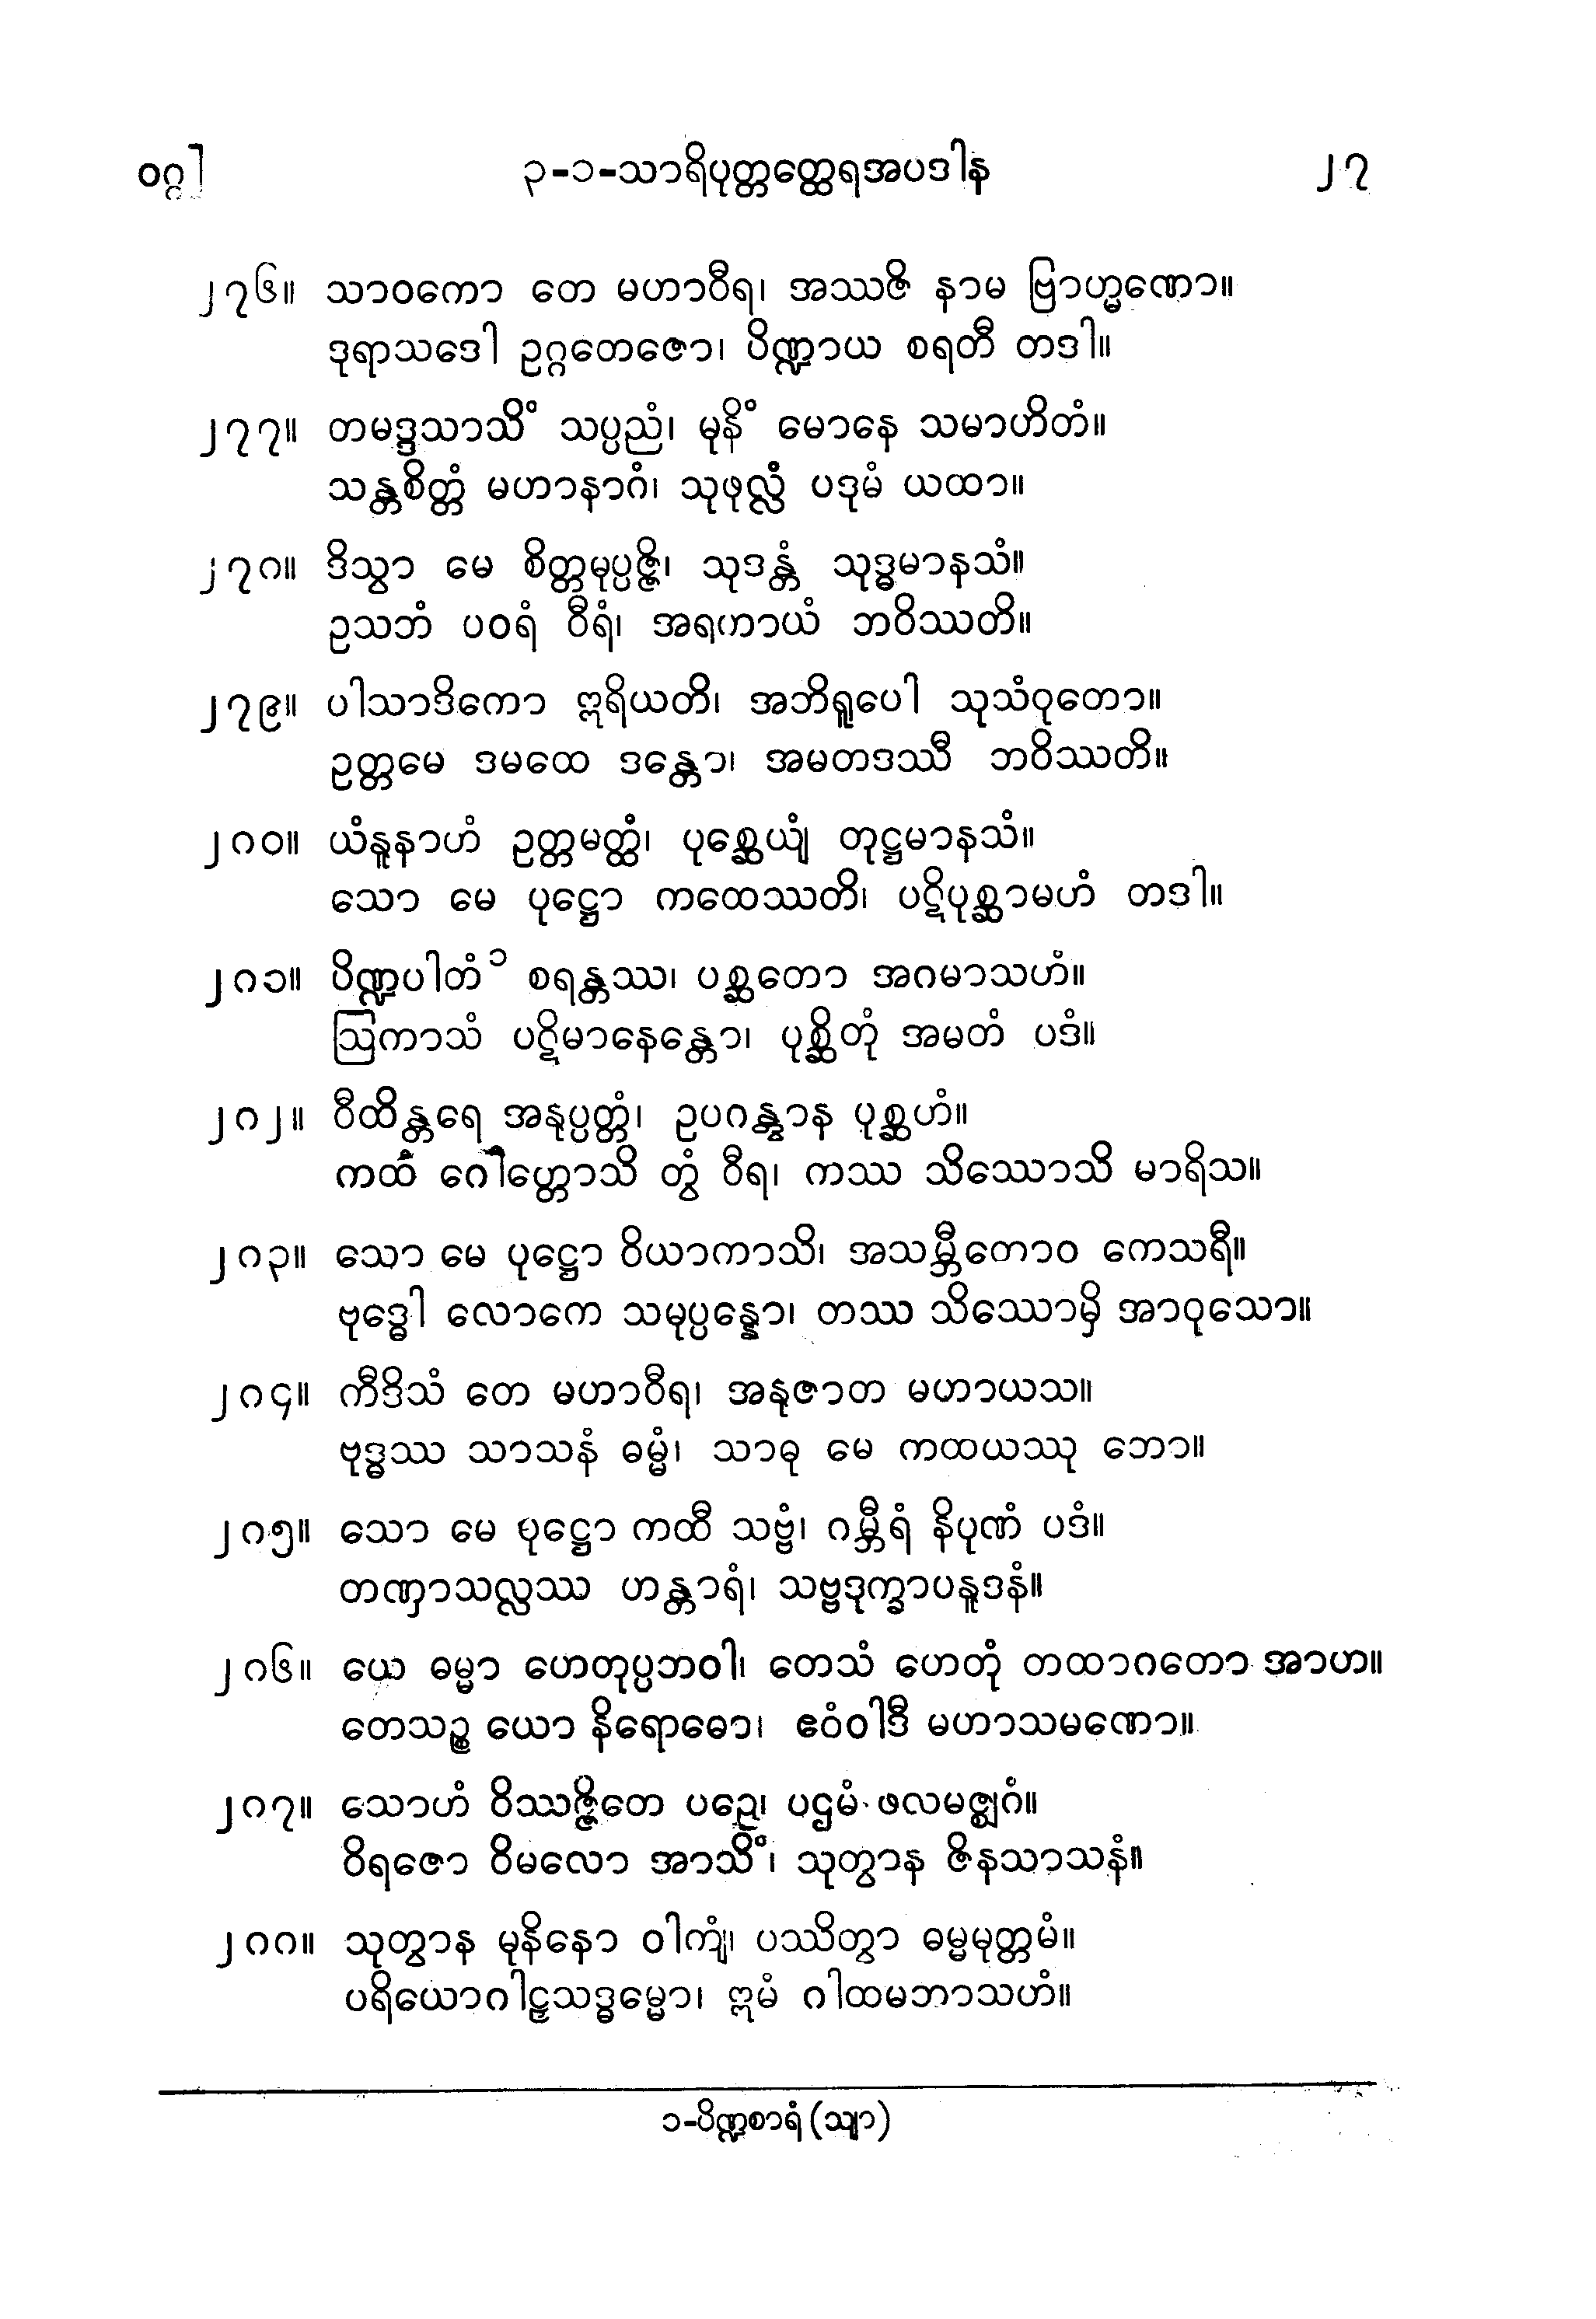 ဝဂ္ဂ]
၃-၁-သာရိပုတ္တတ္ထေရအပဒါန
၂၇
၂၇၆။ သာဝကော တေ မဟာဝီရ၊ အဿဇိ နာမ ဗြာဟ္မဏော။
ဒုရာသဒေါ ဥဂ္ဂတေဇော၊ ပိဏ္ဍာယ စရတီ တဒါ။
၂၇၇။ တမဒ္ဒသာသိံ သပ္ပညံ၊ မုနိံ မောနေ သမာဟိတံ။
သန္တစိတ္တံ မဟာနာဂံ၊ သုဖုလ္လံ ပဒုမံ ယထာ။
၂၇၈။ ဒိသွာ မေ စိတ္တမုပ္ပဇ္ဇိ၊ သုဒန္တံ သုဒ္ဓမာနသံ။
ဥသဘံ ပဝရံ ဝီရံ၊ အရဟာယံ ဘဝိဿတိ။
၂၇၉။ ပါသာဒိကော ဣရိယတိ၊ အဘိရူပေါ သုသံဝုတော။
ဥတ္တမေ ဒမထေ ဒန္တော၊ အမတဒဿီ ဘဝိဿတိ။
၂၈၀။ ယံနူနာဟံ ဥတ္တမတ္ထံ၊ ပုစ္ဆေယျံ တုဋ္ဌမာနသံ။
သော မေ ပုဋ္ဌော ကထေဿတိ၊ ပဋိပုစ္ဆာမဟံ တဒါ။
၂၈၁။ ပိဏ္ဍပါတံ၁ စရန္တဿ၊ ပစ္ဆတော အဂမာသဟံ။
ဩကာသံ ပဋိမာနေန္တော၊ ပုစ္ဆိတုံ အမတံ ပဒံ။
၂၈၂။ ဝီထိန္တရေ အနုပ္ပတ္တံ၊ ဥပဂန္တွာန ပုစ္ဆဟံ။
ကထံ ဂေါတ္တောသိ တွံ ဝီရ၊ ကဿ သိဿောသိ မာရိသ။
၂၈၃။ သော မေ ပုဋ္ဌော ဝိယာကာသိ၊ အသမ္ဘီတောဝ ကေသရီ။
ဗုဒ္ဓေါ လောကေ သမုပ္ပန္နော၊ တဿ သိဿောမှိ အာဝုသော။
၂၈၄။ ကီဒိသံ တေ မဟာဝီရ၊ အနုဇာတ မဟာယသ။
ဗုဒ္ဓဿ သာသနံ ဓမ္မံ၊ သာဓု မေ ကထယဿု ဘော။
၂၈၅။ သော မေ ပုဋ္ဌော ကထီ သဗ္ဗံ၊ ဂမ္ဘီရံ နိပုဏံ ပဒံ။
တဏှာသလ္လဿ ဟန္တာရံ၊ သဗ္ဗဒုက္ခာပနူဒနံ။
၂၈၆။ ယေ ဓမ္မာ ဟေတုပ္ပဘဝါ၊ တေသံ ဟေတုံ တထာဂတော အာဟ။
တေသဉ္စ ယော နိရောဓော၊ ဧဝံဝါဒီ မဟာသမဏော။
၂၈၇။ သောဟံ ဝိဿဇ္ဇိတေ ပဉှေ၊ ပဌမံ ဖလမဇ္ဈဂံ။
ဝိရဇော ဝိမလော အာသိံ၊ သုတွာန ဇိနသာသနံ။
၂၈၈။ သုတွာန မုနိနော ဝါကျံ၊ ပဿိတွာ ဓမ္မမုတ္တမံ။
ပရိယောဂါဠှသဒ္ဓမ္မော၊ ဣမံ ဂါထမဘာသဟံ။
၁-ပိဏ္ဍစာရံ (သျာ)